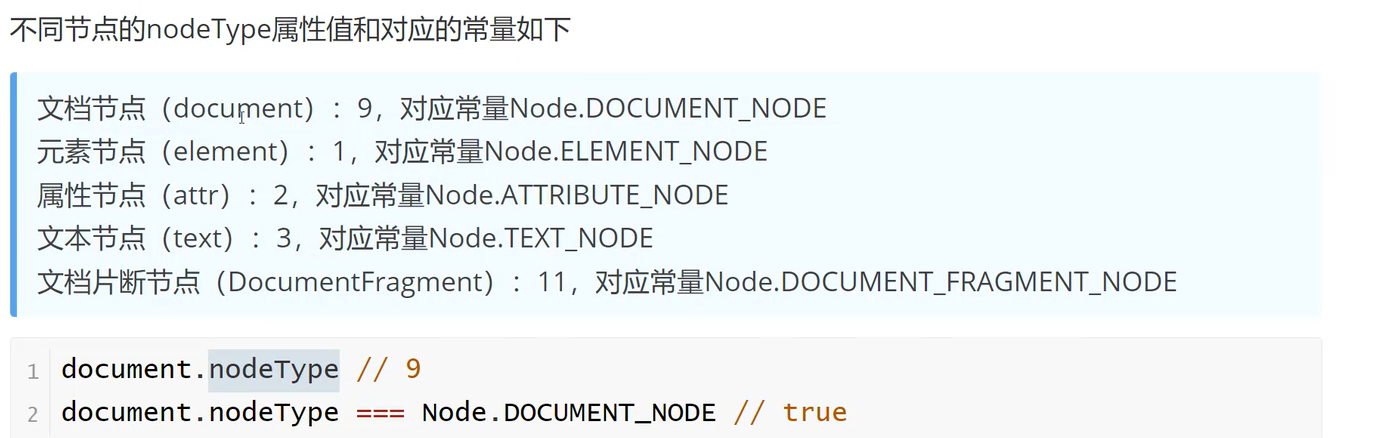 不同节点的nodeType属性值和对应的常量如下
文档节点（document）：9，对应常量Node.DOCUMENT_NODE
元素节点（element）：1，对应常量Node.ELEMENT_NODE
属性节点（attr）：2，对应常量Node.ATTRIBUTE_NODE
文本节点（text）：3，对应常量Node.TEXT_NODE
文档片断节点（DocumentFragment）：11，对应常量Node.DOCUMENT_FRAGMENT_NODE
1 document.nodeType // 9
2 document.nodeType === Node.DOCUMENT_NODE // true